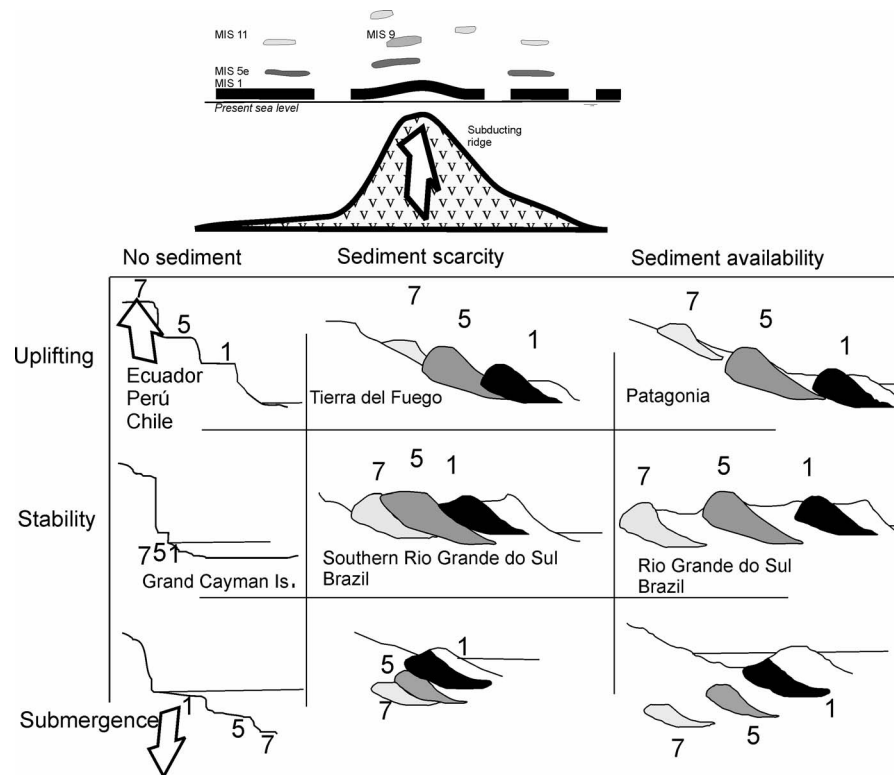 MIS 11
MIS 9
MIS 5e
MIS 1
Present sea level
Subducting
ridge
V V V V V V V V V V V V V V V V V V V V
No sediment
Sediment scarcity
Sediment availability
Uplifting
7
5
1
Ecuador
Perú
Chile
7
5
1
Tierra del Fuego
7
5
1
Patagonia
Stability
7 5 1
Grand Cayman Is.
7
5
1
Southern Rio Grande do Sul
Brazil
7
5
1
Rio Grande do Sul
Brazil
Submergence
1
5
7
1
5
7
1
7
5